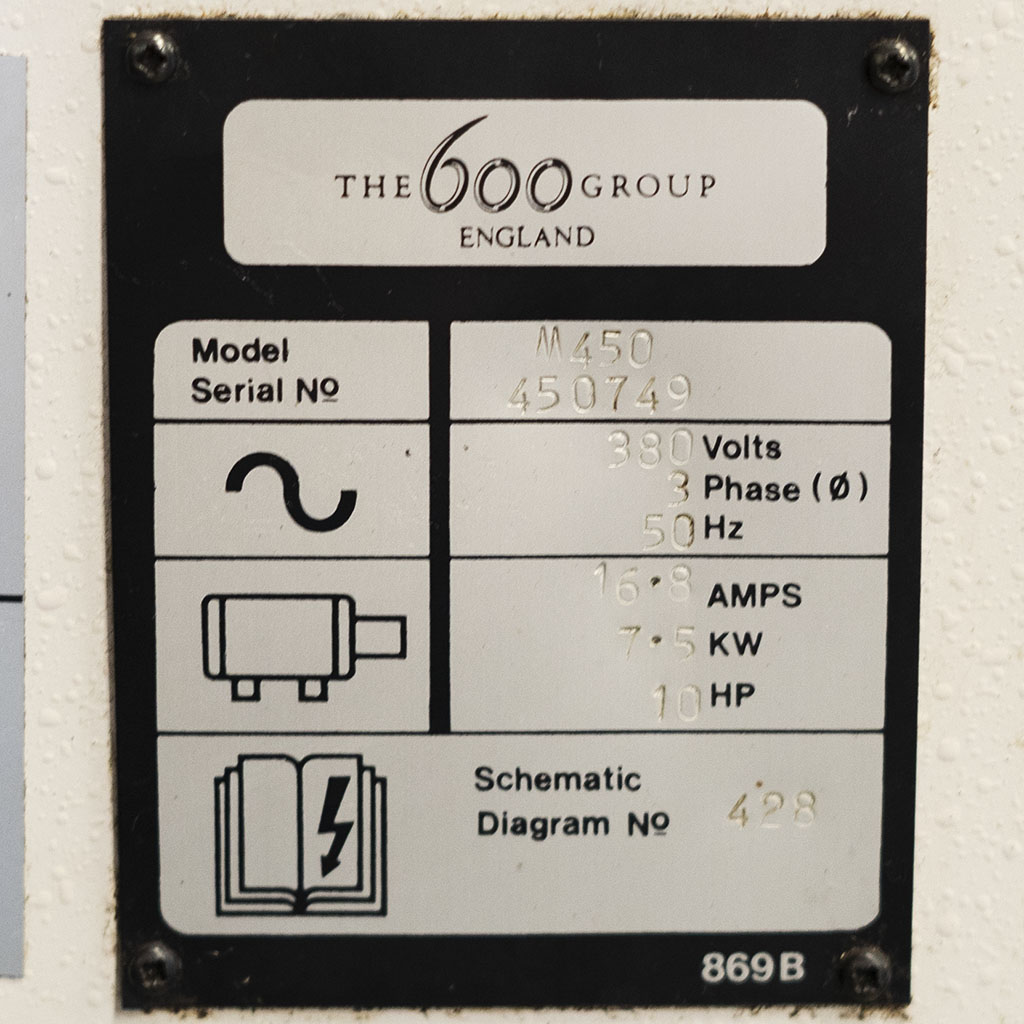 THE 600 GROUP
ENGLAND
Model M450
Serial Nº 450749
380 Volts
3 Phase (Ø)
50 Hz
16·8 AMPS
7·5 KW
10 HP
Schematic
Diagram Nº 428
869B